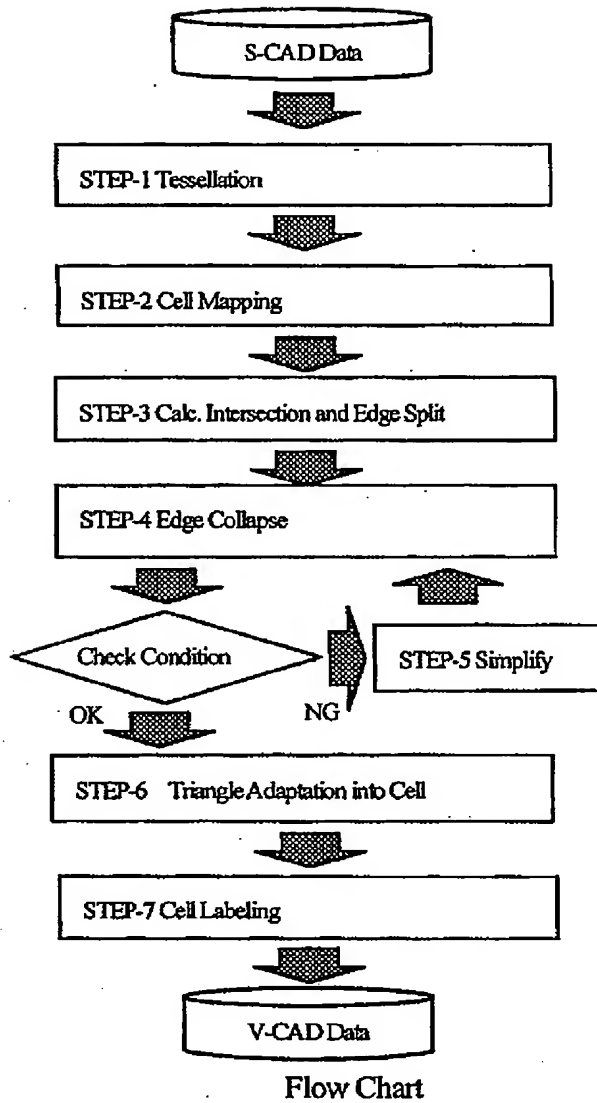 S-CAD Data
STEP-1 Tessellation
STEP-2 Cell Mapping
STEP-3 Calc. Intersection and Edge Split
STEP-4 Edge Collapse
Check Condition
STEP-5 Simplify
OK
NG
STEP-6 Triangle Adaptation into Cell
STEP-7 Cell Labeling
V-CAD Data
Flow Chart